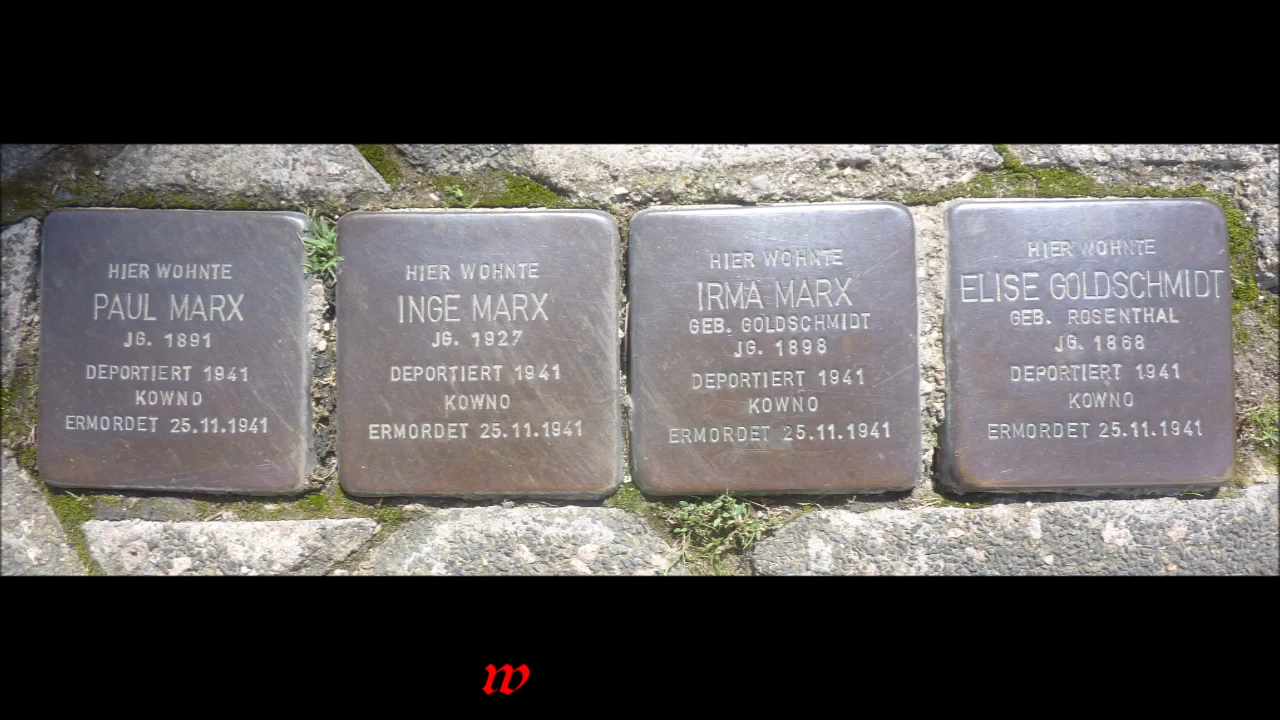 HIER WOHNTE
PAUL MARX
JG. 1891
DEPORTIERT 1941
KOWNO
ERMORDET 25.11.1941
HIER WOHNTE
INGE MARX
JG. 1927
DEPORTIERT 1941
KOWNO
ERMORDET 25.11.1941
HIER WOHNTE
IRMA MARX
GEB. GOLDSCHMIDT
JG. 1898
DEPORTIERT 1941
KOWNO
ERMORDET 25.11.1941
HIER WOHNTE
ELISE GOLDSCHMIDT
GEB. ROSENTHAL
JG. 1868
DEPORTIERT 1941
KOWNO
ERMORDET 25.11.1941
w